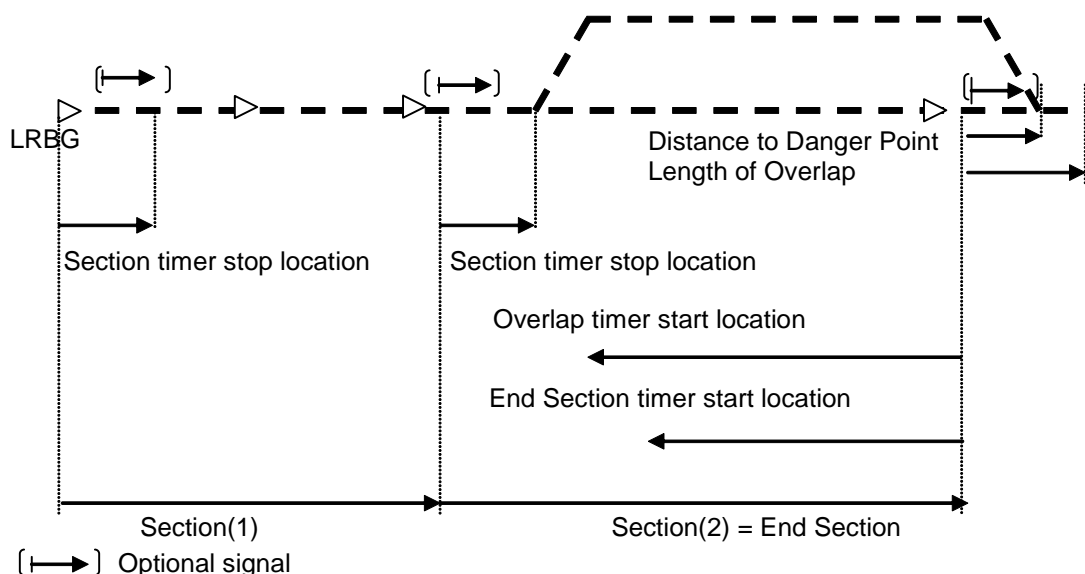 LRBG
Distance to Danger Point
Length of Overlap
Section timer stop location
Section timer stop location
Overlap timer start location
End Section timer start location
Section(1)
Section(2) = End Section
Optional signal